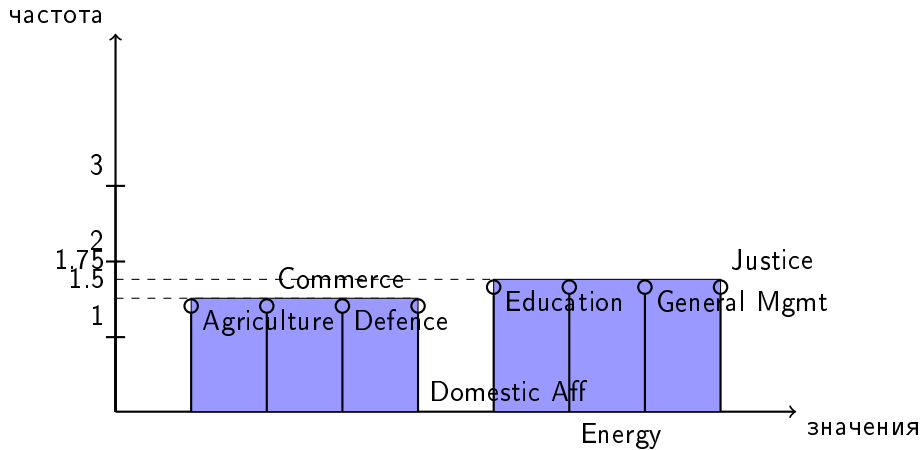 частота
3
2
1,75
1.5
1
Commerce
Justice
Agriculture
Defence
Education
General Mgmt
Domestic Aff
Energy
значения